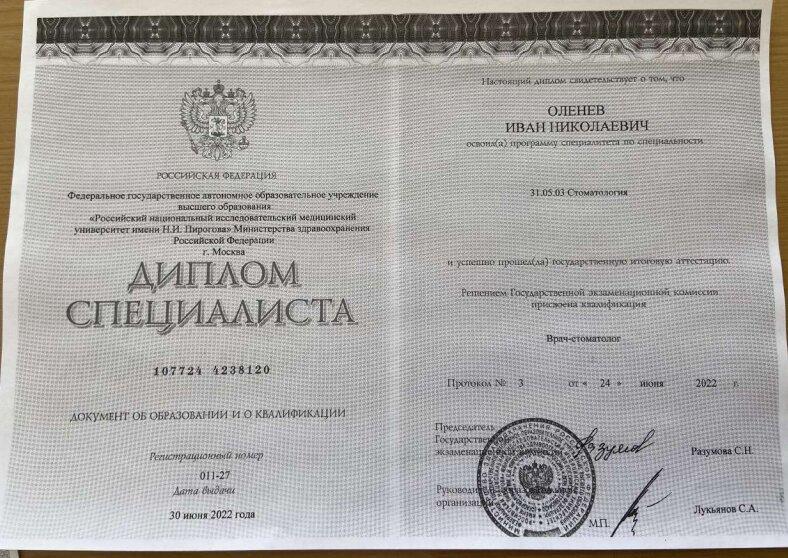 РОССИЙСКАЯ ФЕДЕРАЦИЯ
Федеральное государственное автономное образовательное учреждение
высшего образования
«Российский национальный исследовательский медицинский
университет имени Н.И. Пирогова» Министерства здравоохранения
Российской Федерации
г. Москва
ДИПЛОМ
СПЕЦИАЛИСТА
107724 4238120
ДОКУМЕНТ ОБ ОБРАЗОВАНИИ И О КВАЛИФИКАЦИИ
Регистрационный номер
011-27
Дата выдачи
30 июня 2022 года
Настоящий диплом свидетельствует о том, что
ОЛЕНЕВ
ИВАН НИКОЛАЕВИЧ
освоил(а) программу специалитета по специальности
31.05.03 Стоматология
и успешно прошел(ла) государственную итоговую аттестацию.
Решением Государственной экзаменационной комиссии
присвоена квалификация
Врач-стоматолог
Протокол № 3 от « 24 » июня 2022 г.
Председатель
Государственной
экзаменационной
Разумова С.Н.
Руководитель
организации
Лукьянов С.А.
М.П.